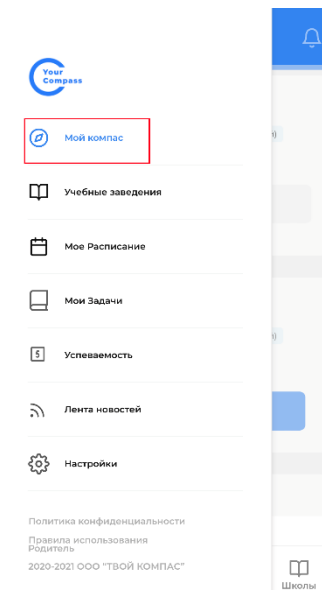 Your
Compass
Мой компас
Учебные заведения
Мое Расписание
Мои Задачи
5
Успеваемость
Лента новостей
Настройки
Политика конфиденциальности
Правила использования
Родитель
2020-2021 ООО "ТВОЙ КОМПАС"
Школы